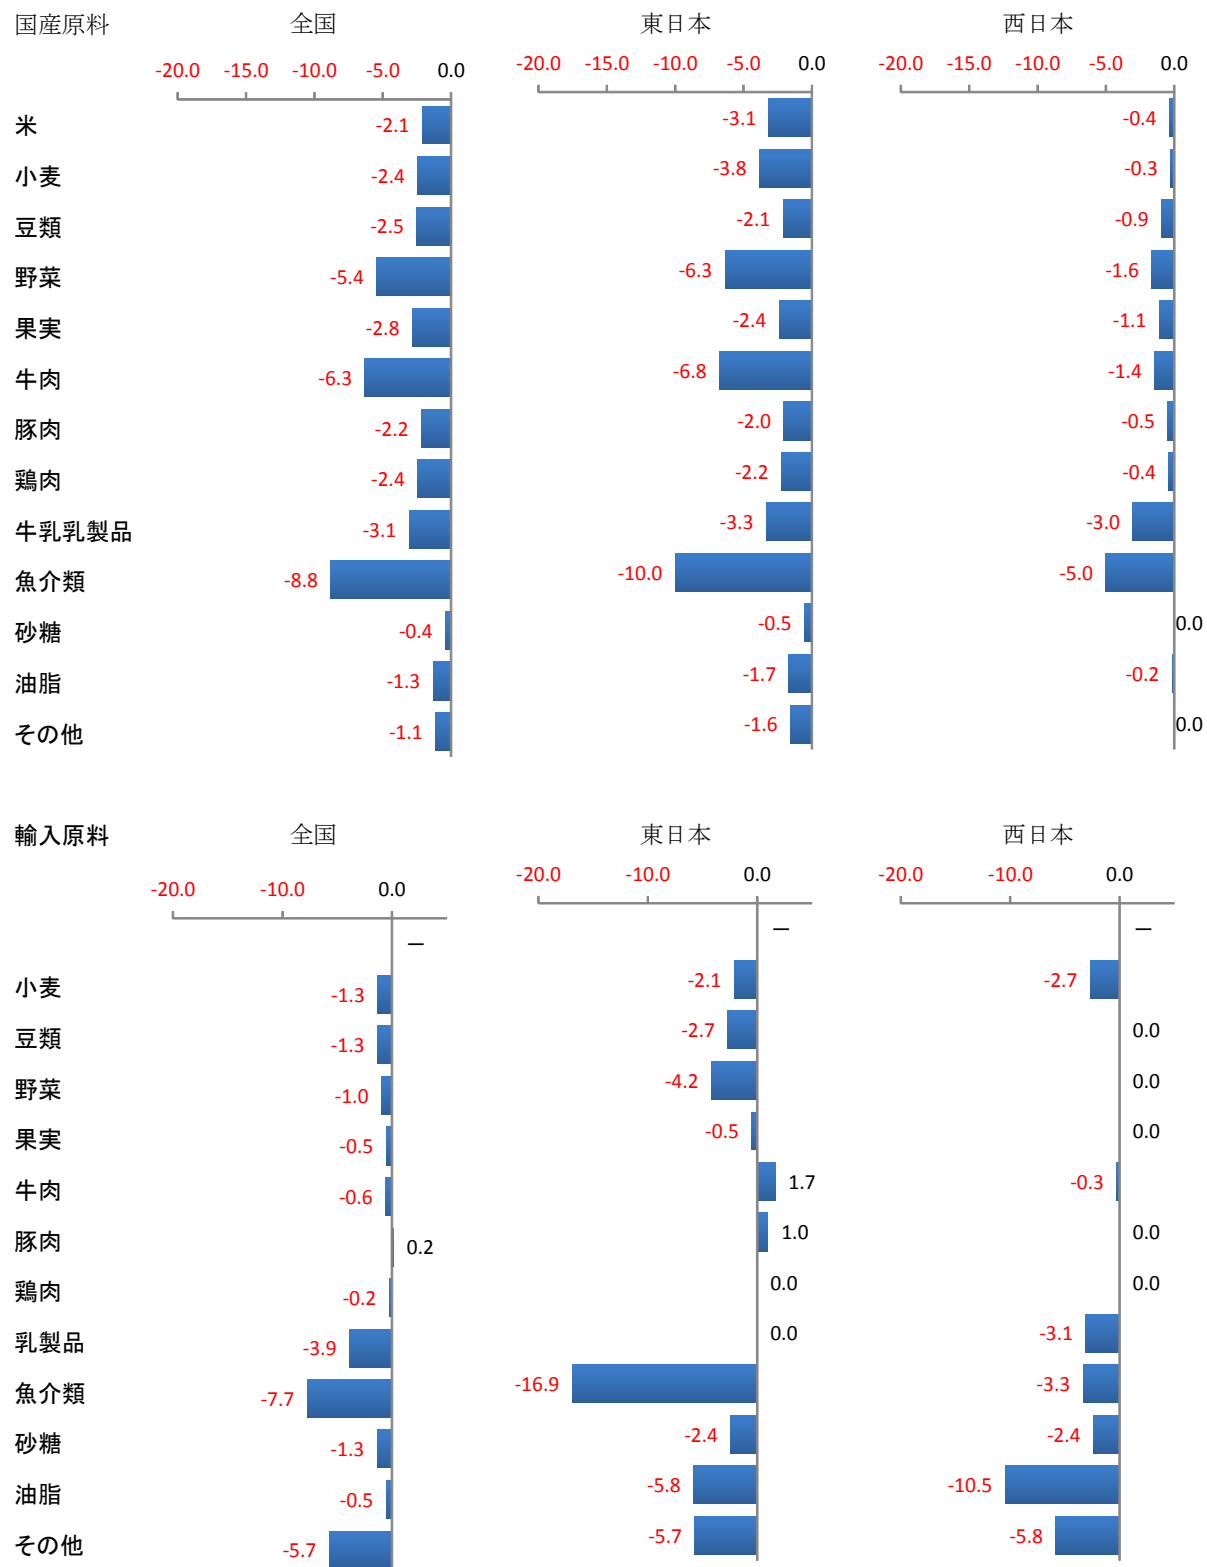 国産原料 全国 東日本 西日本
-20.0 -15.0 -10.0 -5.0 0.0 -20.0 -15.0 -10.0 -5.0 0.0 -20.0 -15.0 -10.0 -5.0 0.0
米 -2.1 -3.1 -0.4
小麦 -2.4 -3.8 -0.3
豆類 -2.5 -2.1 -0.9
野菜 -5.4 -6.3 -1.6
果実 -2.8 -2.4 -1.1
牛肉 -6.3 -6.8 -1.4
豚肉 -2.2 -2.0 -0.5
鶏肉 -2.4 -2.2 -0.4
牛乳乳製品 -3.1 -3.3 -3.0
魚介類 -8.8 -10.0 -5.0
砂糖 -0.4 -0.5 0.0
油脂 -1.3 -1.7 -0.2
その他 -1.1 -1.6 0.0
輸入原料 全国 東日本 西日本
-20.0 -10.0 0.0 -20.0 -10.0 0.0 -20.0 -10.0 0.0
― ― ―
小麦 -1.3 -2.1 -2.7
豆類 -1.3 -2.7 0.0
野菜 -1.0 -4.2 0.0
果実 -0.5 -0.5 0.0
牛肉 -0.6 1.7 -0.3
豚肉 0.2 1.0 0.0
鶏肉 -0.2 0.0 0.0
乳製品 -3.9 0.0 -3.1
魚介類 -7.7 -16.9 -3.3
砂糖 -1.3 -2.4 -2.4
油脂 -0.5 -5.8 -10.5
その他 -5.7 -5.7 -5.8